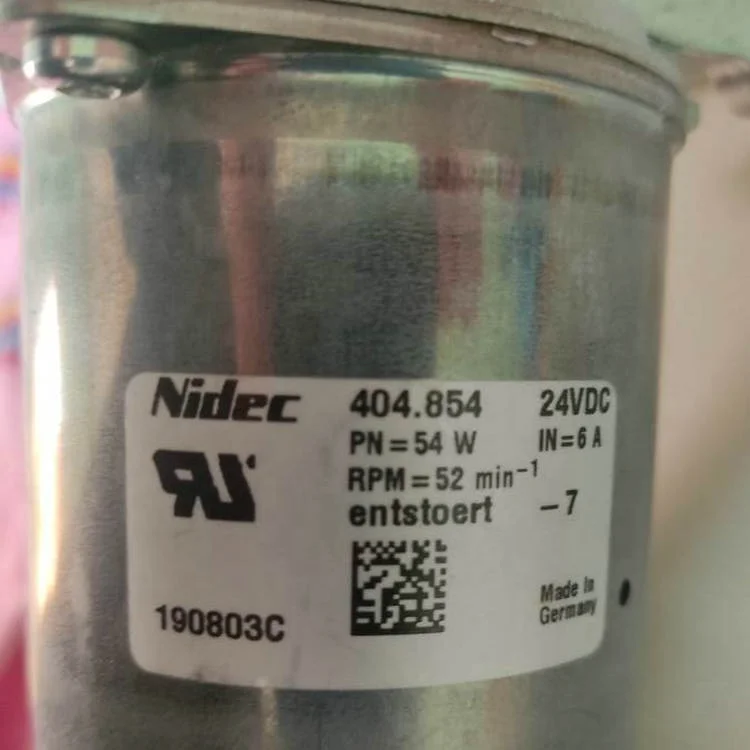 Nidec 404.854 24VDC
PN = 54 W IN = 6 A
RPM = 52 min-1
entstoert - 7
190803C
Made In
Germany